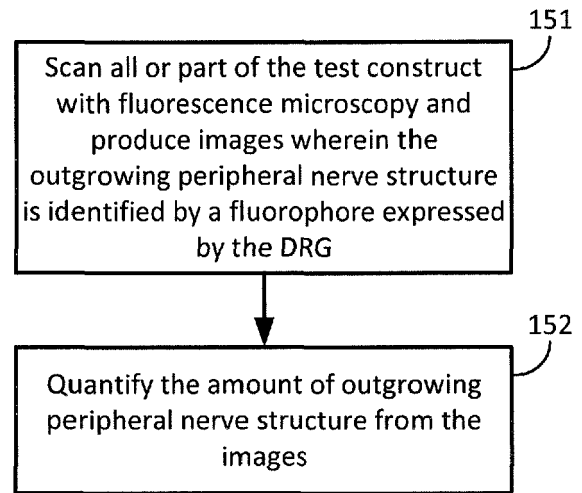 151
Scan all or part of the test construct
with fluorescence microscopy and
produce images wherein the
outgrowing peripheral nerve structure
is identified by a fluorophore expressed
by the DRG
152
Quantify the amount of outgrowing
peripheral nerve structure from the
images